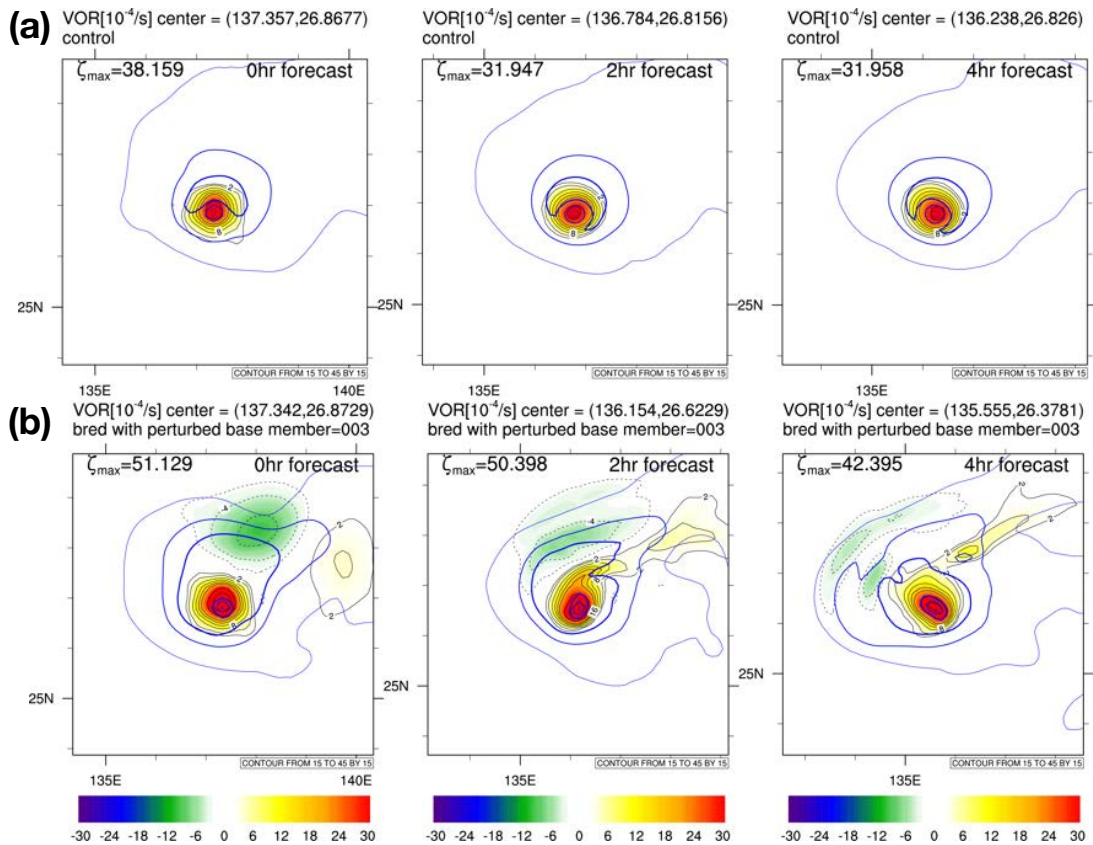 (a)
VOR[10⁻⁴/s] center = (137.357,26.8677)
control
ζmax=38.159 0hr forecast
2
8
25N
CONTOUR FROM 15 TO 45 BY 15
135E 140E
VOR[10⁻⁴/s] center = (136.784,26.8156)
control
ζmax=31.947 2hr forecast
2
8
25N
CONTOUR FROM 15 TO 45 BY 15
135E
VOR[10⁻⁴/s] center = (136.238,26.826)
control
ζmax=31.958 4hr forecast
2
8
25N
CONTOUR FROM 15 TO 45 BY 15
135E
(b)
VOR[10⁻⁴/s] center = (137.342,26.8729)
bred with perturbed base member=003
ζmax=51.129 0hr forecast
-4
2
2
2
8
25N
CONTOUR FROM 15 TO 45 BY 15
135E 140E
-30 -24 -18 -12 -6 0 6 12 18 24 30
VOR[10⁻⁴/s] center = (136.154,26.6229)
bred with perturbed base member=003
ζmax=50.398 2hr forecast
2
-4
2
2
8
16
25N
CONTOUR FROM 15 TO 45 BY 15
135E
-30 -24 -18 -12 -6 0 6 12 18 24 30
VOR[10⁻⁴/s] center = (135.555,26.3781)
bred with perturbed base member=003
ζmax=42.395 4hr forecast
2
2
2
8
25N
CONTOUR FROM 15 TO 45 BY 15
135E
-30 -24 -18 -12 -6 0 6 12 18 24 30